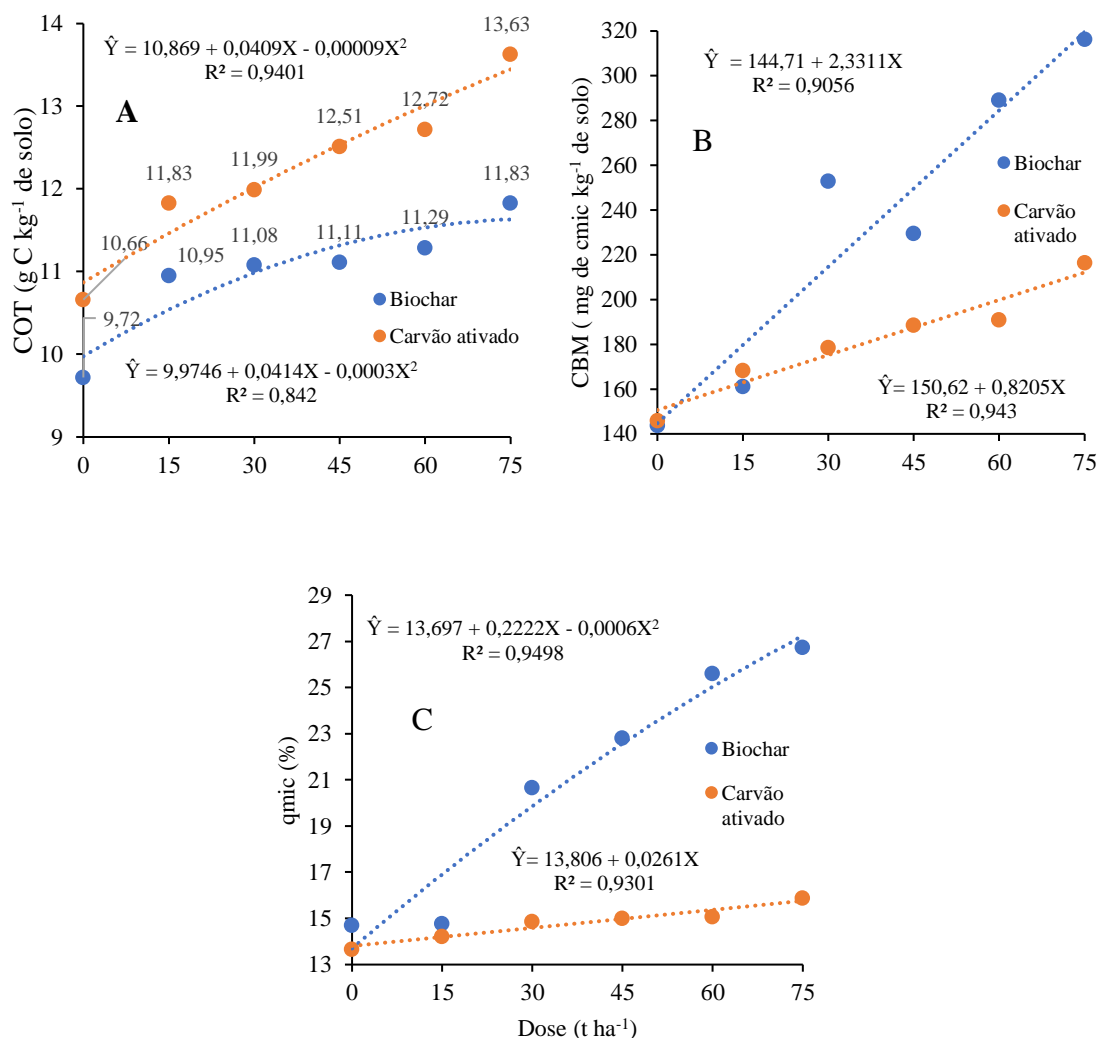 14
13
12
11
10
9
COT (g C kg⁻¹ de solo)
Ŷ = 10,869 + 0,0409X - 0,00009X²
R² = 0,9401
A
13,63
12,72
12,51
11,99
11,83
10,66
11,83
11,29
11,11
11,08
10,95
9,72
Biochar
Carvão ativado
Ŷ = 9,9746 + 0,0414X - 0,0003X²
R² = 0,842
0 15 30 45 60 75
320
300
280
260
240
220
200
180
160
140
CBM ( mg de cmic kg⁻¹ de solo)
Ŷ = 144,71 + 2,3311X
R² = 0,9056
B
Biochar
Carvão
ativado
Ŷ= 150,62 + 0,8205X
R² = 0,943
0 15 30 45 60 75
29
27
25
23
21
19
17
15
13
qmic (%)
Ŷ = 13,697 + 0,2222X - 0,0006X²
R² = 0,9498
C
Biochar
Carvão
ativado
Ŷ= 13,806 + 0,0261X
R² = 0,9301
0 15 30 45 60 75
Dose (t ha⁻¹)